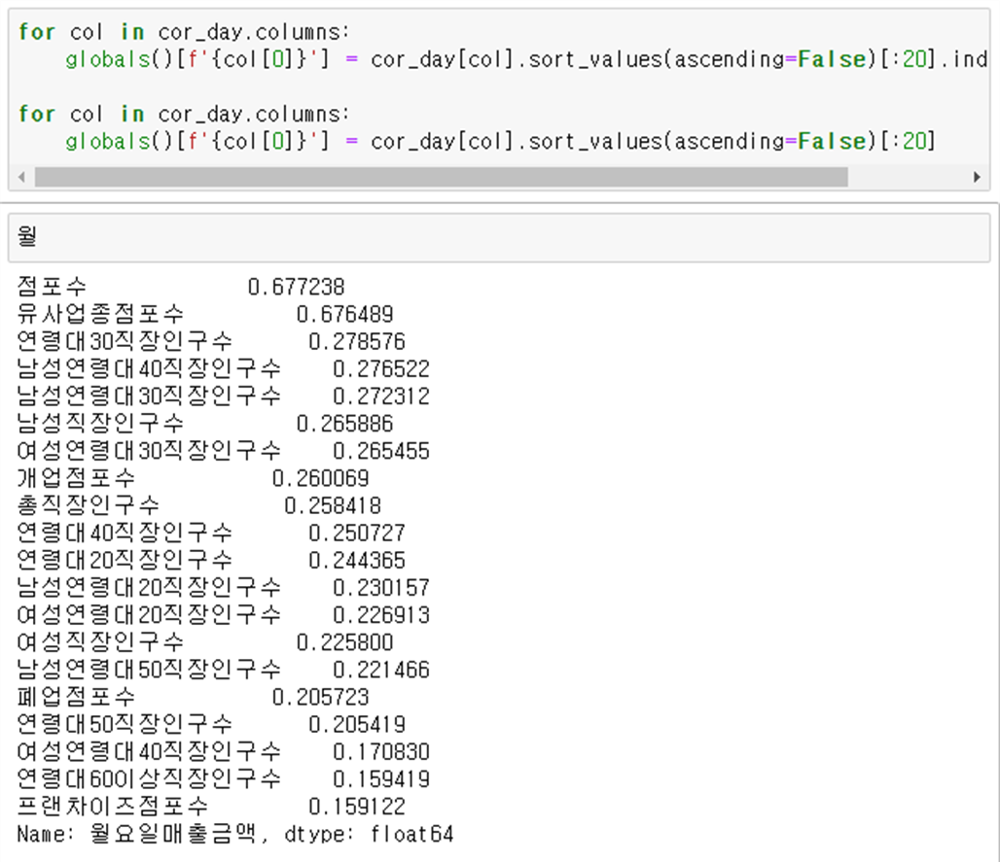 for col in cor_day.columns:
    globals()[f'{col[0]}'] = cor_day[col].sort_values(ascending=False)[:20].ind
for col in cor_day.columns:
    globals()[f'{col[0]}'] = cor_day[col].sort_values(ascending=False)[:20]
월
점포수 0.677238
유사업종점포수 0.676489
연령대30직장인구수 0.278576
남성연령대40직장인구수 0.276522
남성연령대30직장인구수 0.272312
남성직장인구수 0.265886
여성연령대30직장인구수 0.265455
개업점포수 0.260069
총직장인구수 0.258418
연령대40직장인구수 0.250727
연령대20직장인구수 0.244365
남성연령대20직장인구수 0.230157
여성연령대20직장인구수 0.226913
여성직장인구수 0.225800
남성연령대50직장인구수 0.221466
폐업점포수 0.205723
연령대50직장인구수 0.205419
여성연령대40직장인구수 0.170830
연령대60이상직장인구수 0.159419
프랜차이즈점포수 0.159122
Name: 월요일매출금액, dtype: float64